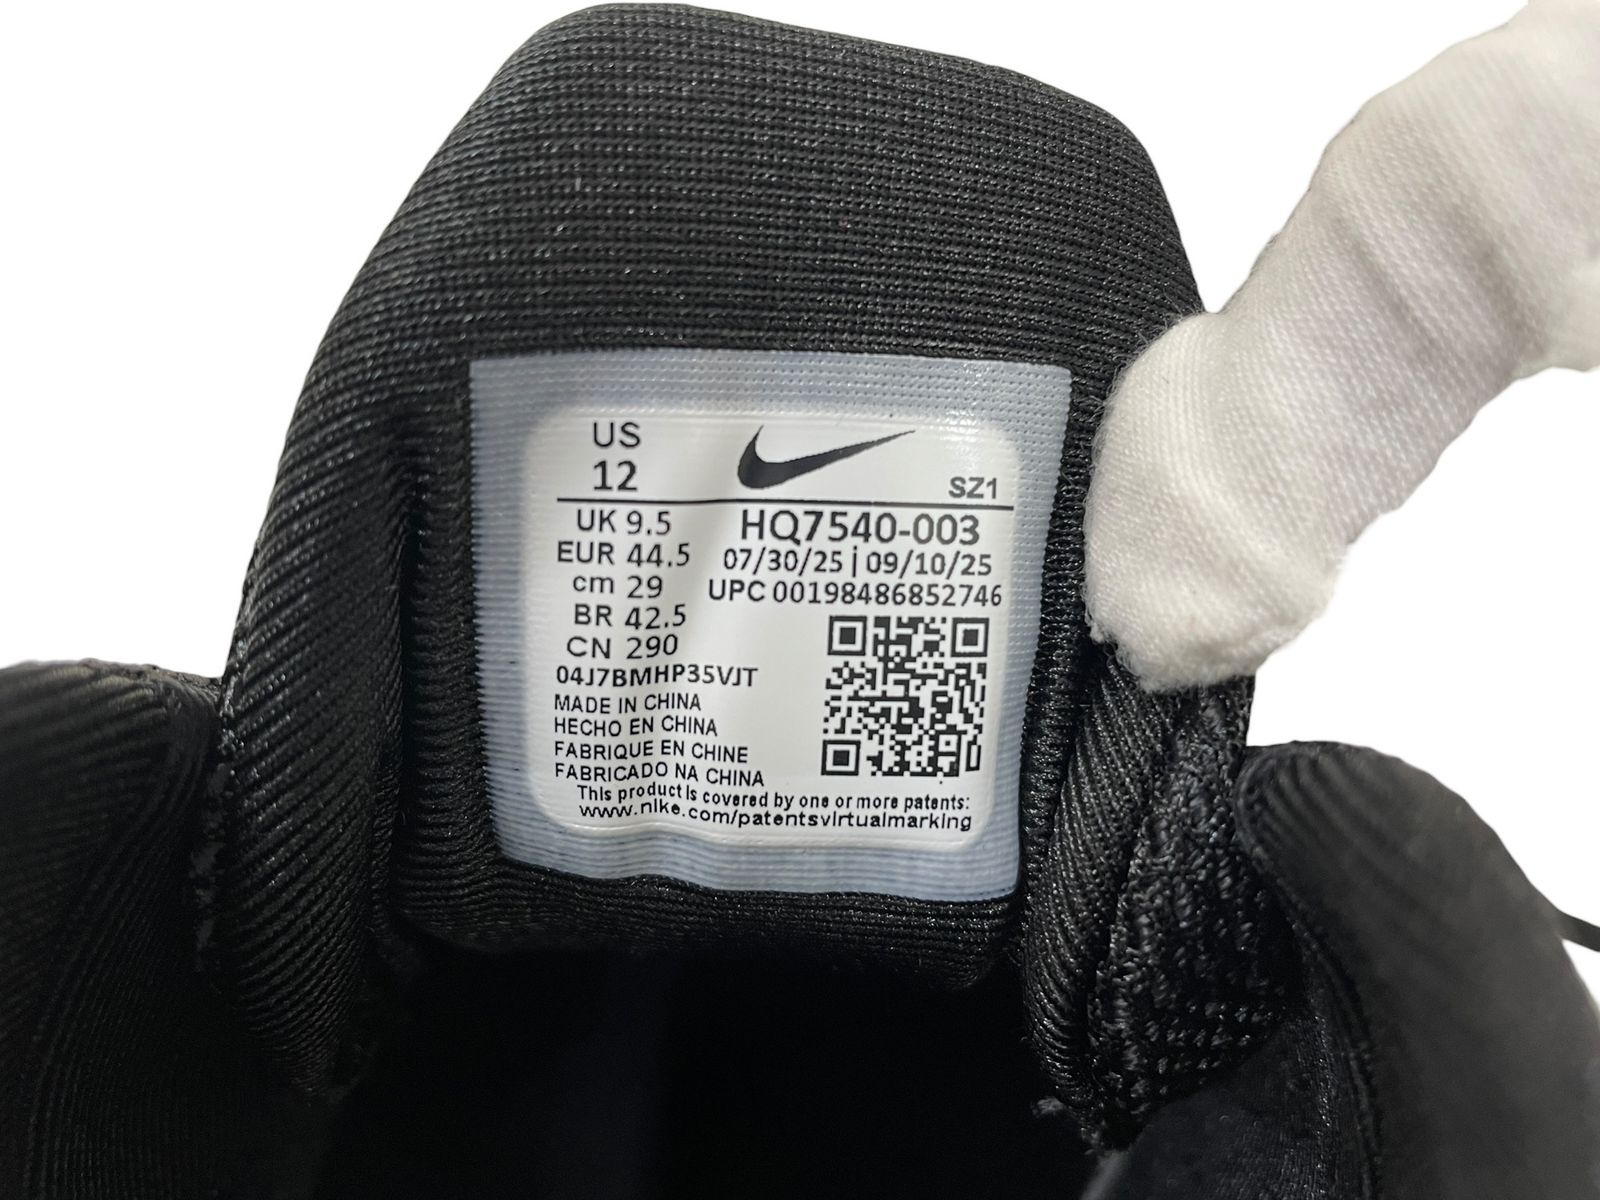 US
12
SZ1
UK 9.5
HQ7540-003
EUR 44.5
07/30/25 | 09/10/25
cm 29
UPC 00198486852746
BR 42.5
CN 290
04J7BMHP35VJT
MADE IN CHINA
HECHO EN CHINA
FABRIQUE EN CHINE
FABRICADO NA CHINA
This product is covered by one or more patents:
www.nike.com/patentsvirtualmarking